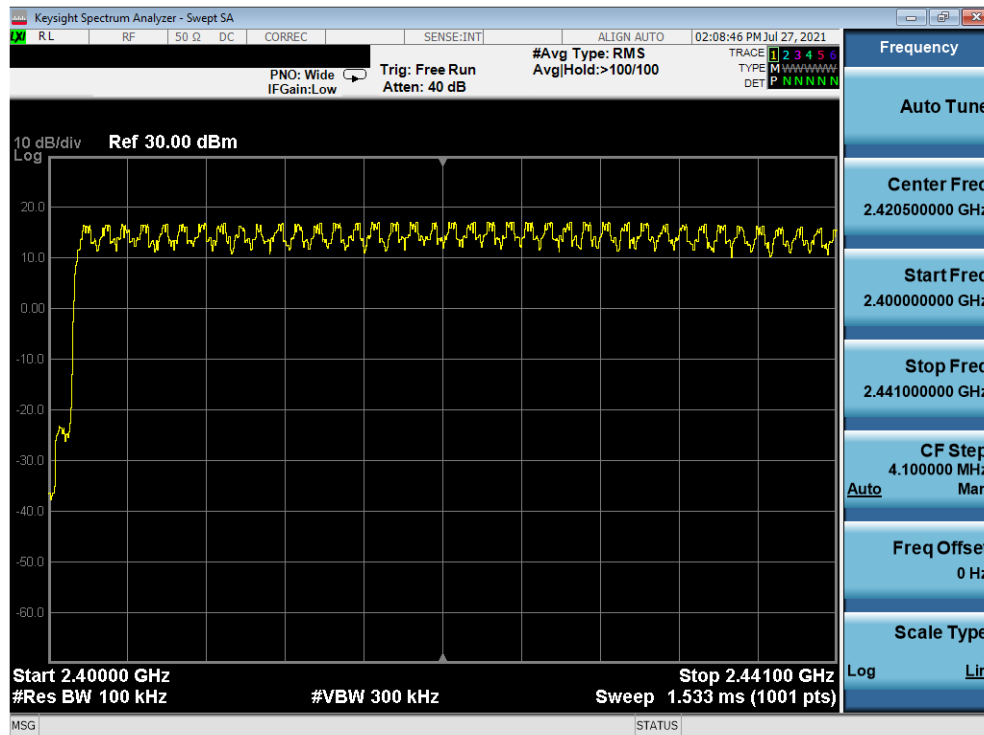 Keysight Spectrum Analyzer - Swept SA
LXI RL RF 50 Ω DC CORREC SENSE:INT ALIGN AUTO 02:08:46 PM Jul 27, 2021
PNO: Wide Trig: Free Run #Avg Type: RMS TRACE 1 2 3 4 5 6
IFGain:Low Atten: 40 dB Avg|Hold:>100/100 TYPE M WWWWW
DET P N N N N N
10 dB/div Ref 30.00 dBm
Log
20.0
10.0
0.00
-10.0
-20.0
-30.0
-40.0
-50.0
-60.0
Start 2.40000 GHz Stop 2.44100 GHz
#Res BW 100 kHz #VBW 300 kHz Sweep 1.533 ms (1001 pts)
MSG STATUS
Frequency
Auto Tune
Center Freq
2.420500000 GHz
Start Freq
2.400000000 GHz
Stop Freq
2.441000000 GHz
CF Step
4.100000 MHz
Auto Man
Freq Offset
0 Hz
Scale Type
Log Lin